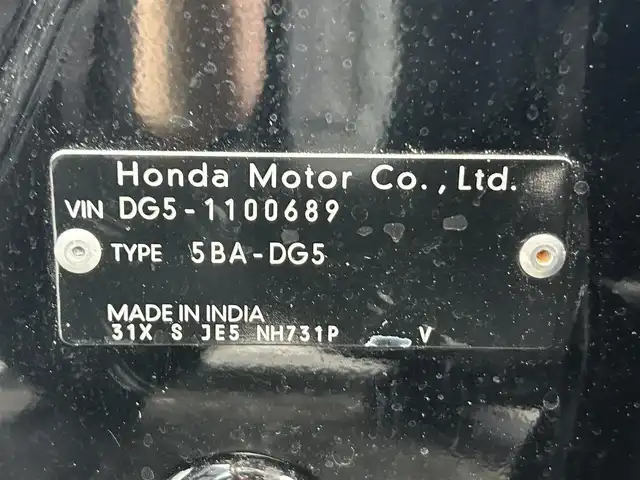 Honda Motor Co., Ltd.
VIN DG5-1100689
TYPE 5BA-DG5
MADE IN INDIA
31X S JE5 NH731P V